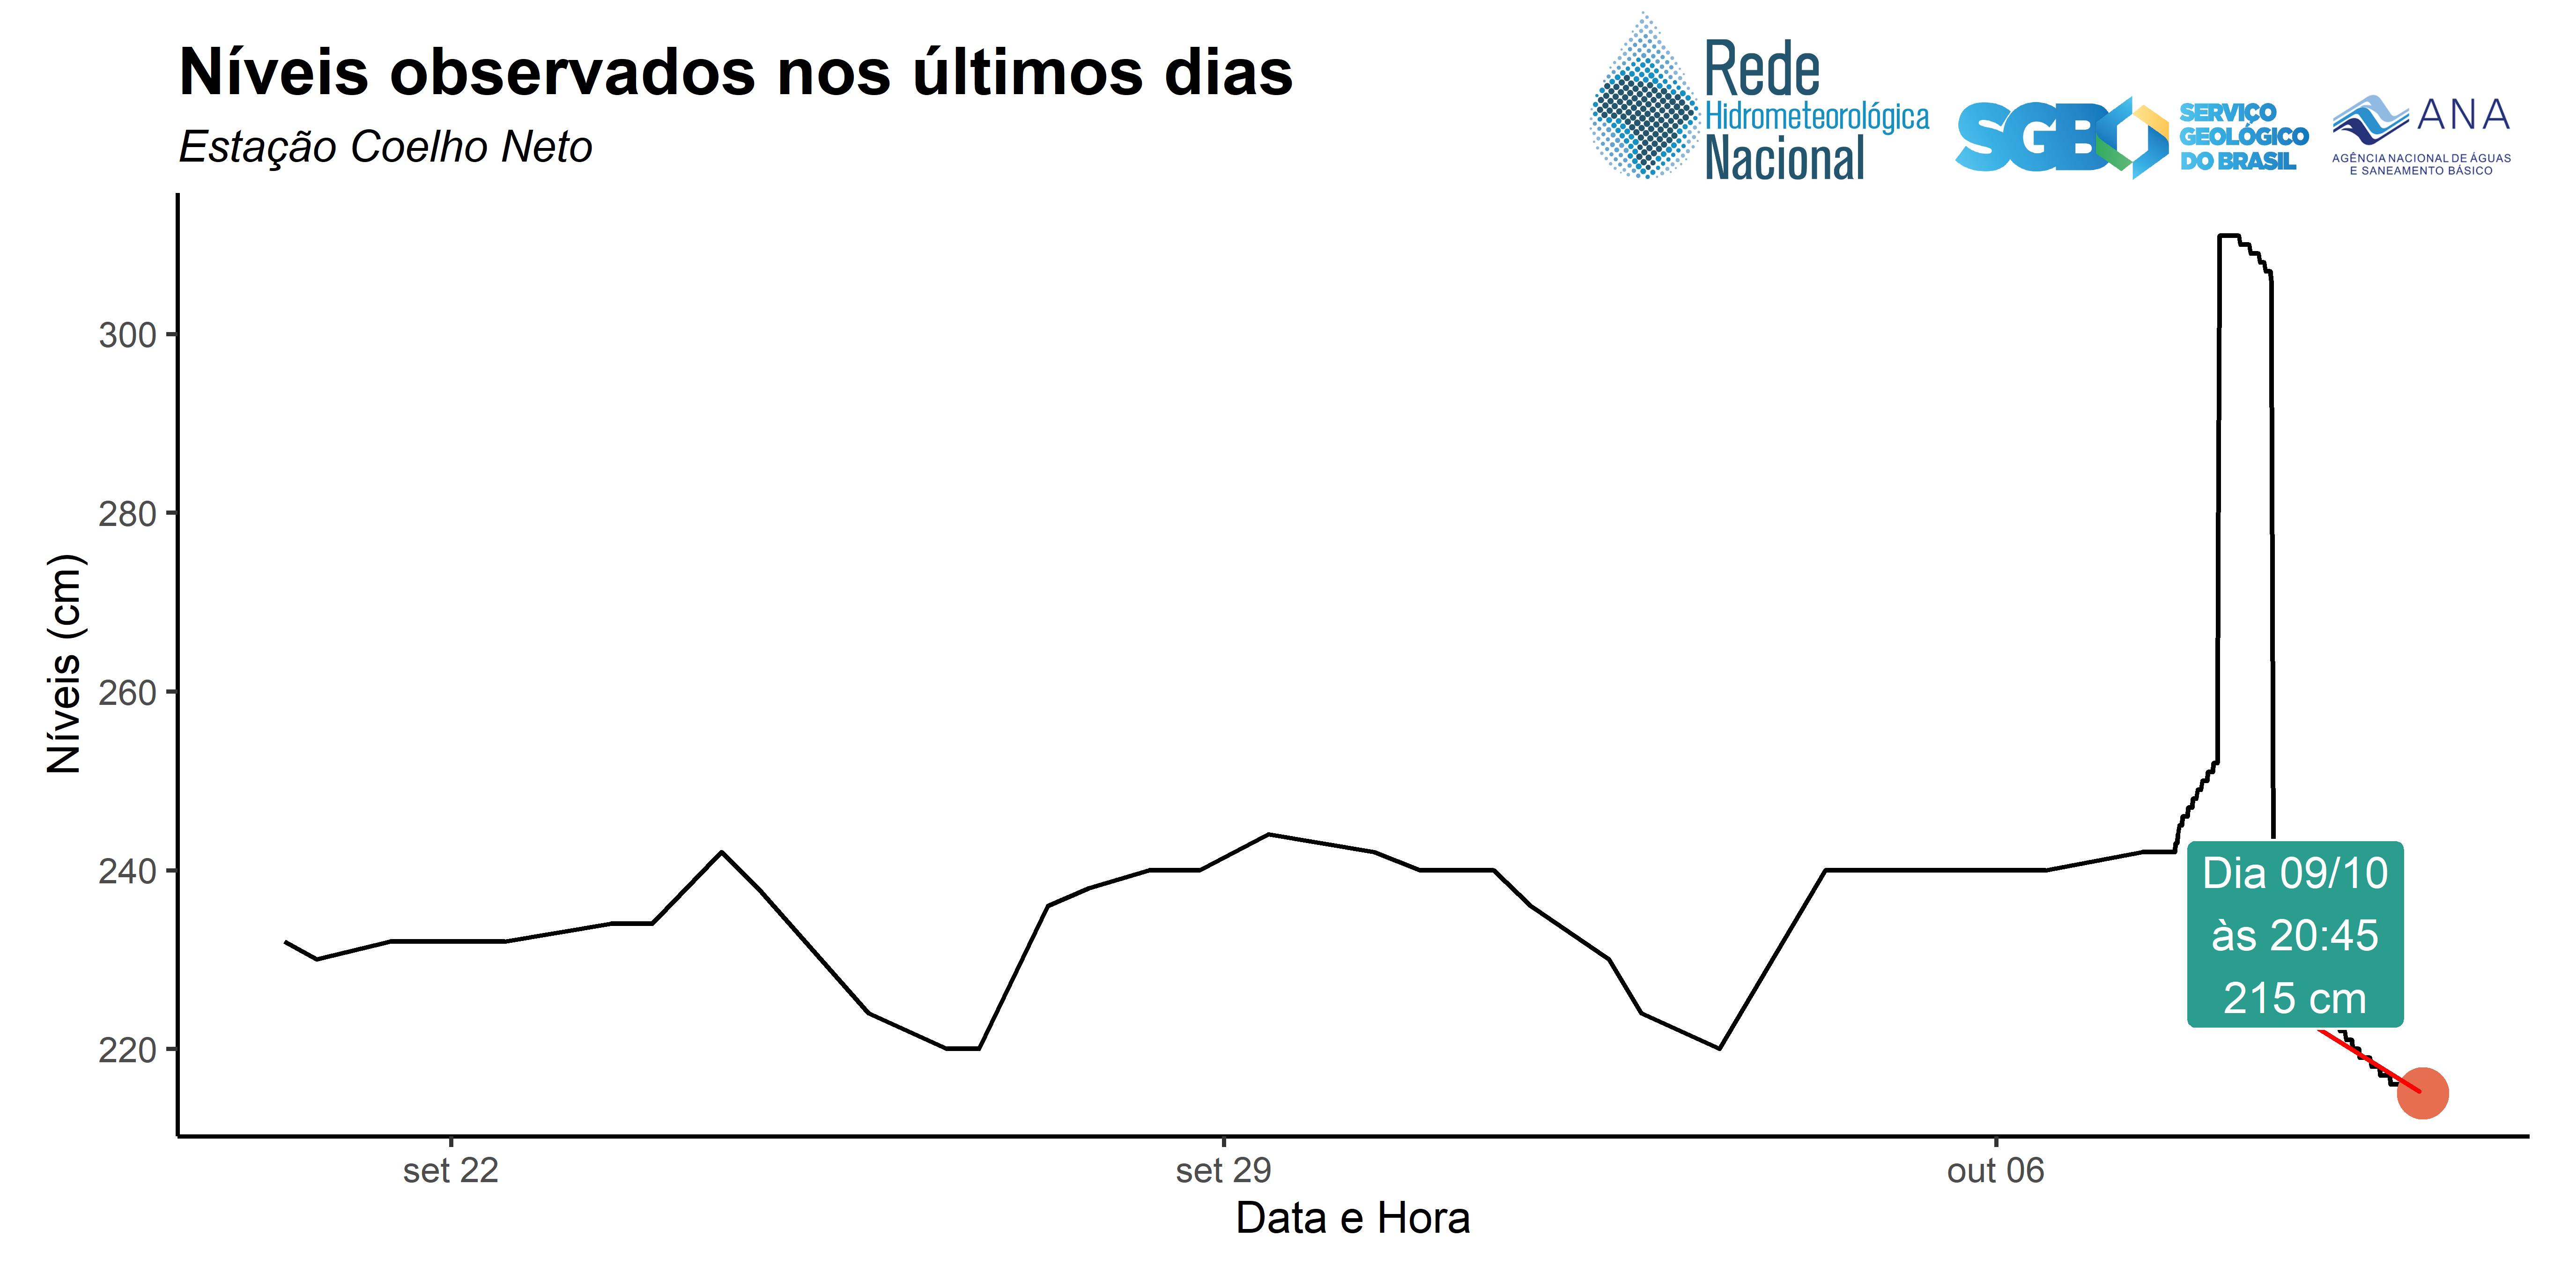 Níveis observados nos últimos dias
Estação Coelho Neto
Rede
Hidrometeorológica
Nacional
SGB
SERVIÇO
GEOLÓGICO
DO BRASIL
ANA
AGÊNCIA NACIONAL DE ÁGUAS
E SANEAMENTO BÁSICO
Níveis (cm)
300
280
260
240
220
Dia 09/10
às 20:45
215 cm
set 22
set 29
out 06
Data e Hora